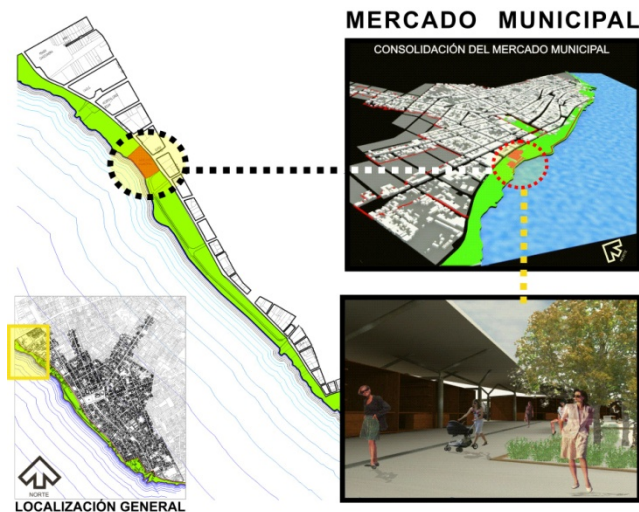 MERCADO MUNICIPAL
CONSOLIDACIÓN DEL MERCADO MUNICIPAL
NORTE
LOCALIZACIÓN GENERAL